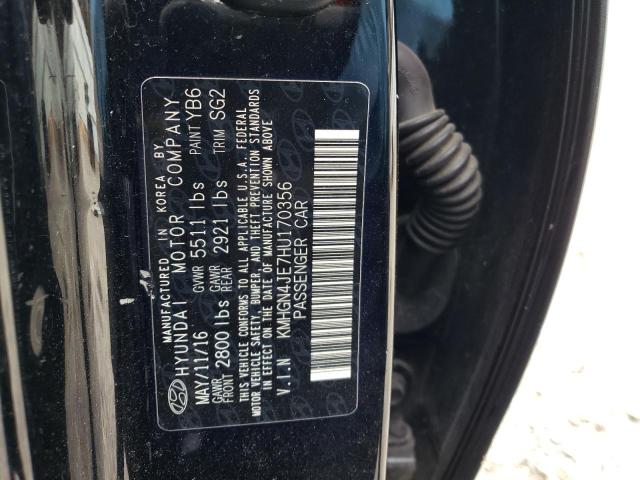 MANUFACTURED IN KOREA BY
HYUNDAI MOTOR COMPANY
MAY/11/16 GVWR 5511 lbs PAINT YB6
GAWR FRONT 2800 lbs GAWR REAR 2921 lbs TRIM SG2
THIS VEHICLE CONFORMS TO ALL APPLICABLE U.S.A. FEDERAL
MOTOR VEHICLE SAFETY, BUMPER, AND THEFT PREVENTION STANDARDS
IN EFFECT ON THE DATE OF MANUFACTURE SHOWN ABOVE
V.I.N KMHGN4JE7HU170356
PASSENGER CAR